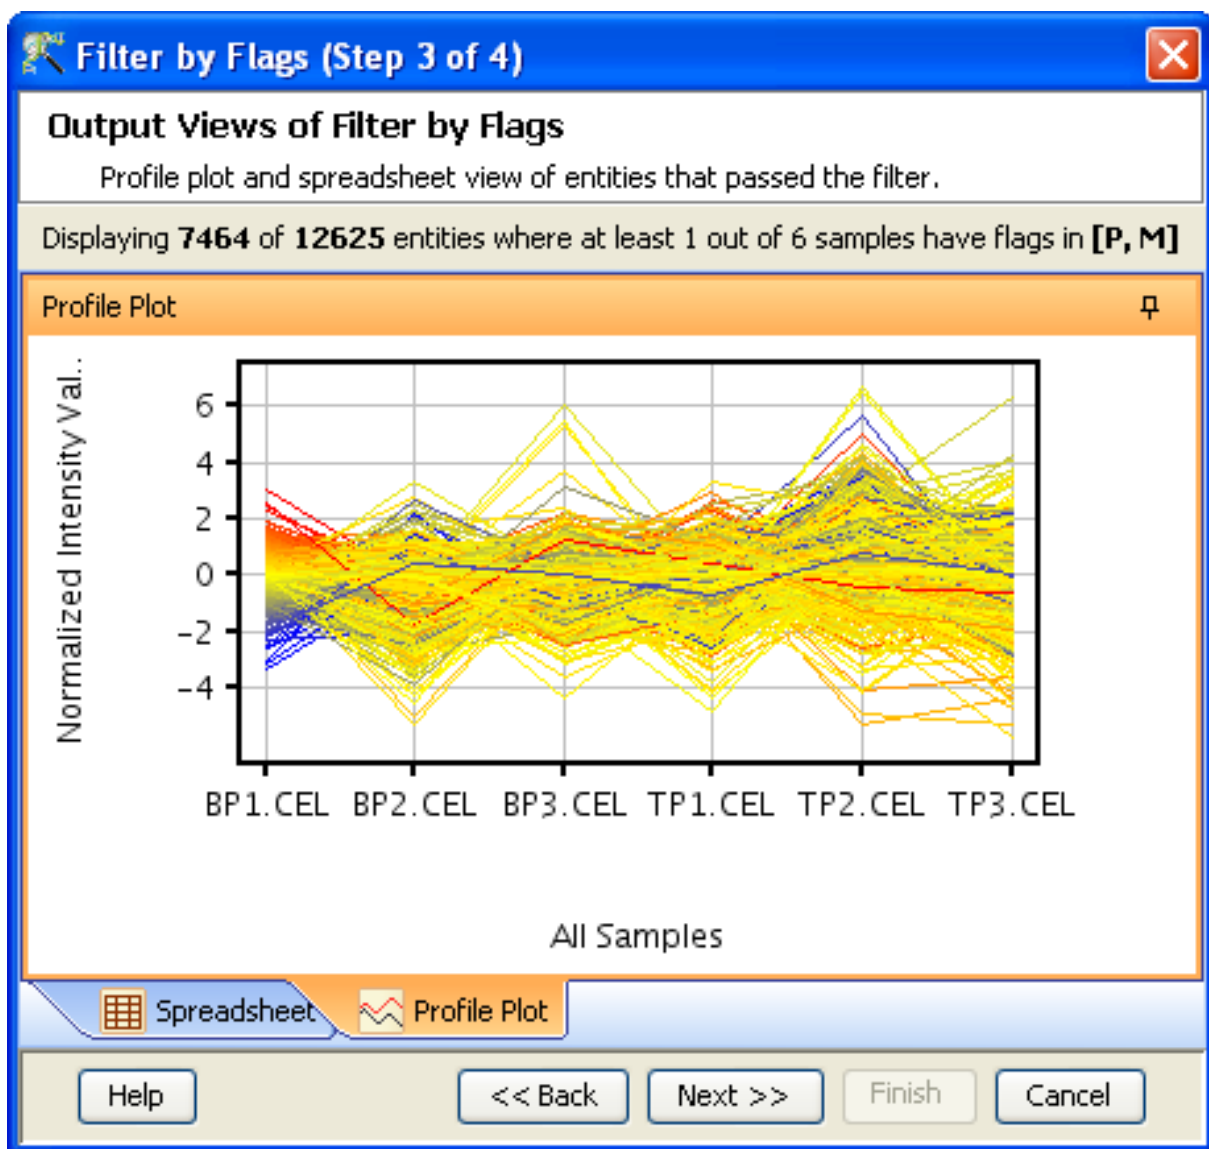 Filter by Flags (Step 3 of 4)
Output Views of Filter by Flags
Profile plot and spreadsheet view of entities that passed the filter.
Displaying 7464 of 12625 entities where at least 1 out of 6 samples have flags in [P, M]
Profile Plot
Normalized Intensity Val..
6
4
2
0
-2
-4
BP1.CEL BP2.CEL BP3.CEL TP1.CEL TP2.CEL TP3.CEL
All Samples
Spreadsheet Profile Plot
Help << Back Next >> Finish Cancel